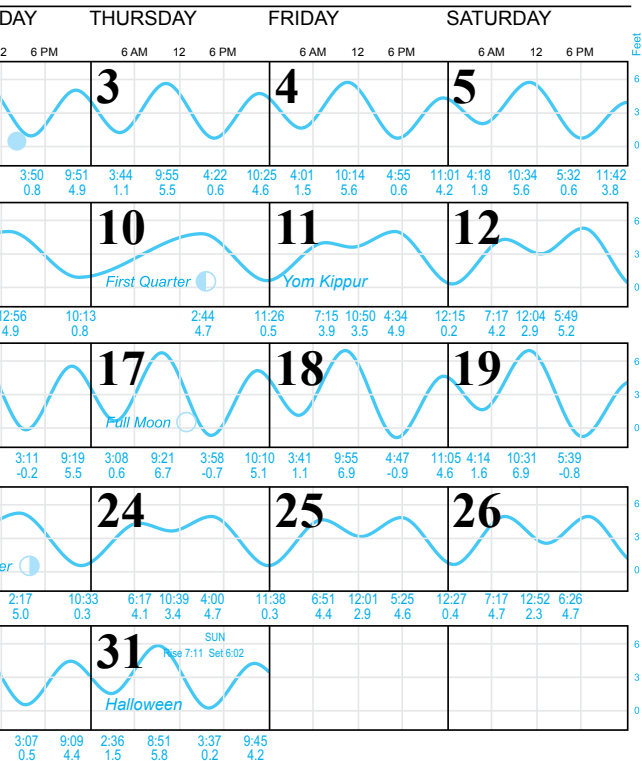 DAY THURSDAY FRIDAY SATURDAY
2 6 PM 6 AM 12 6 PM 6 AM 12 6 PM 6 AM 12 6 PM Feet
3 4 5
6
3
0
3:50 9:51 3:44 9:55 4:22 10:25 4:01 10:14 4:55 11:01 4:18 10:34 5:32 11:42
0.8 4.9 1.1 5.5 0.6 4.6 1.5 5.6 0.6 4.2 1.9 5.6 0.6 3.8
10 11 12
6
3
0
First Quarter Yom Kippur
12:56 10:13 2:44 11:26 7:15 10:50 4:34 12:15 7:17 12:04 5:49
4.9 0.8 4.7 0.5 3.9 3.5 4.9 0.2 4.2 2.9 5.2
17 18 19
6
3
0
Full Moon
3:11 9:19 3:08 9:21 3:58 10:10 3:41 9:55 4:47 11:05 4:14 10:31 5:39
-0.2 5.5 0.6 6.7 -0.7 5.1 1.1 6.9 -0.9 4.6 1.6 6.9 -0.8
24 25 26
6
3
0
er
2:17 10:33 6:17 10:39 4:00 11:38 6:51 12:01 5:25 12:27 7:17 12:52 6:26
5.0 0.3 4.1 3.4 4.7 0.3 4.4 2.9 4.6 0.4 4.7 2.3 4.7
31
SUN
Rise 7:11 Set 6:02
6
3
0
Halloween
3:07 9:09 2:36 8:51 3:37 9:45
0.5 4.4 1.5 5.8 0.2 4.2